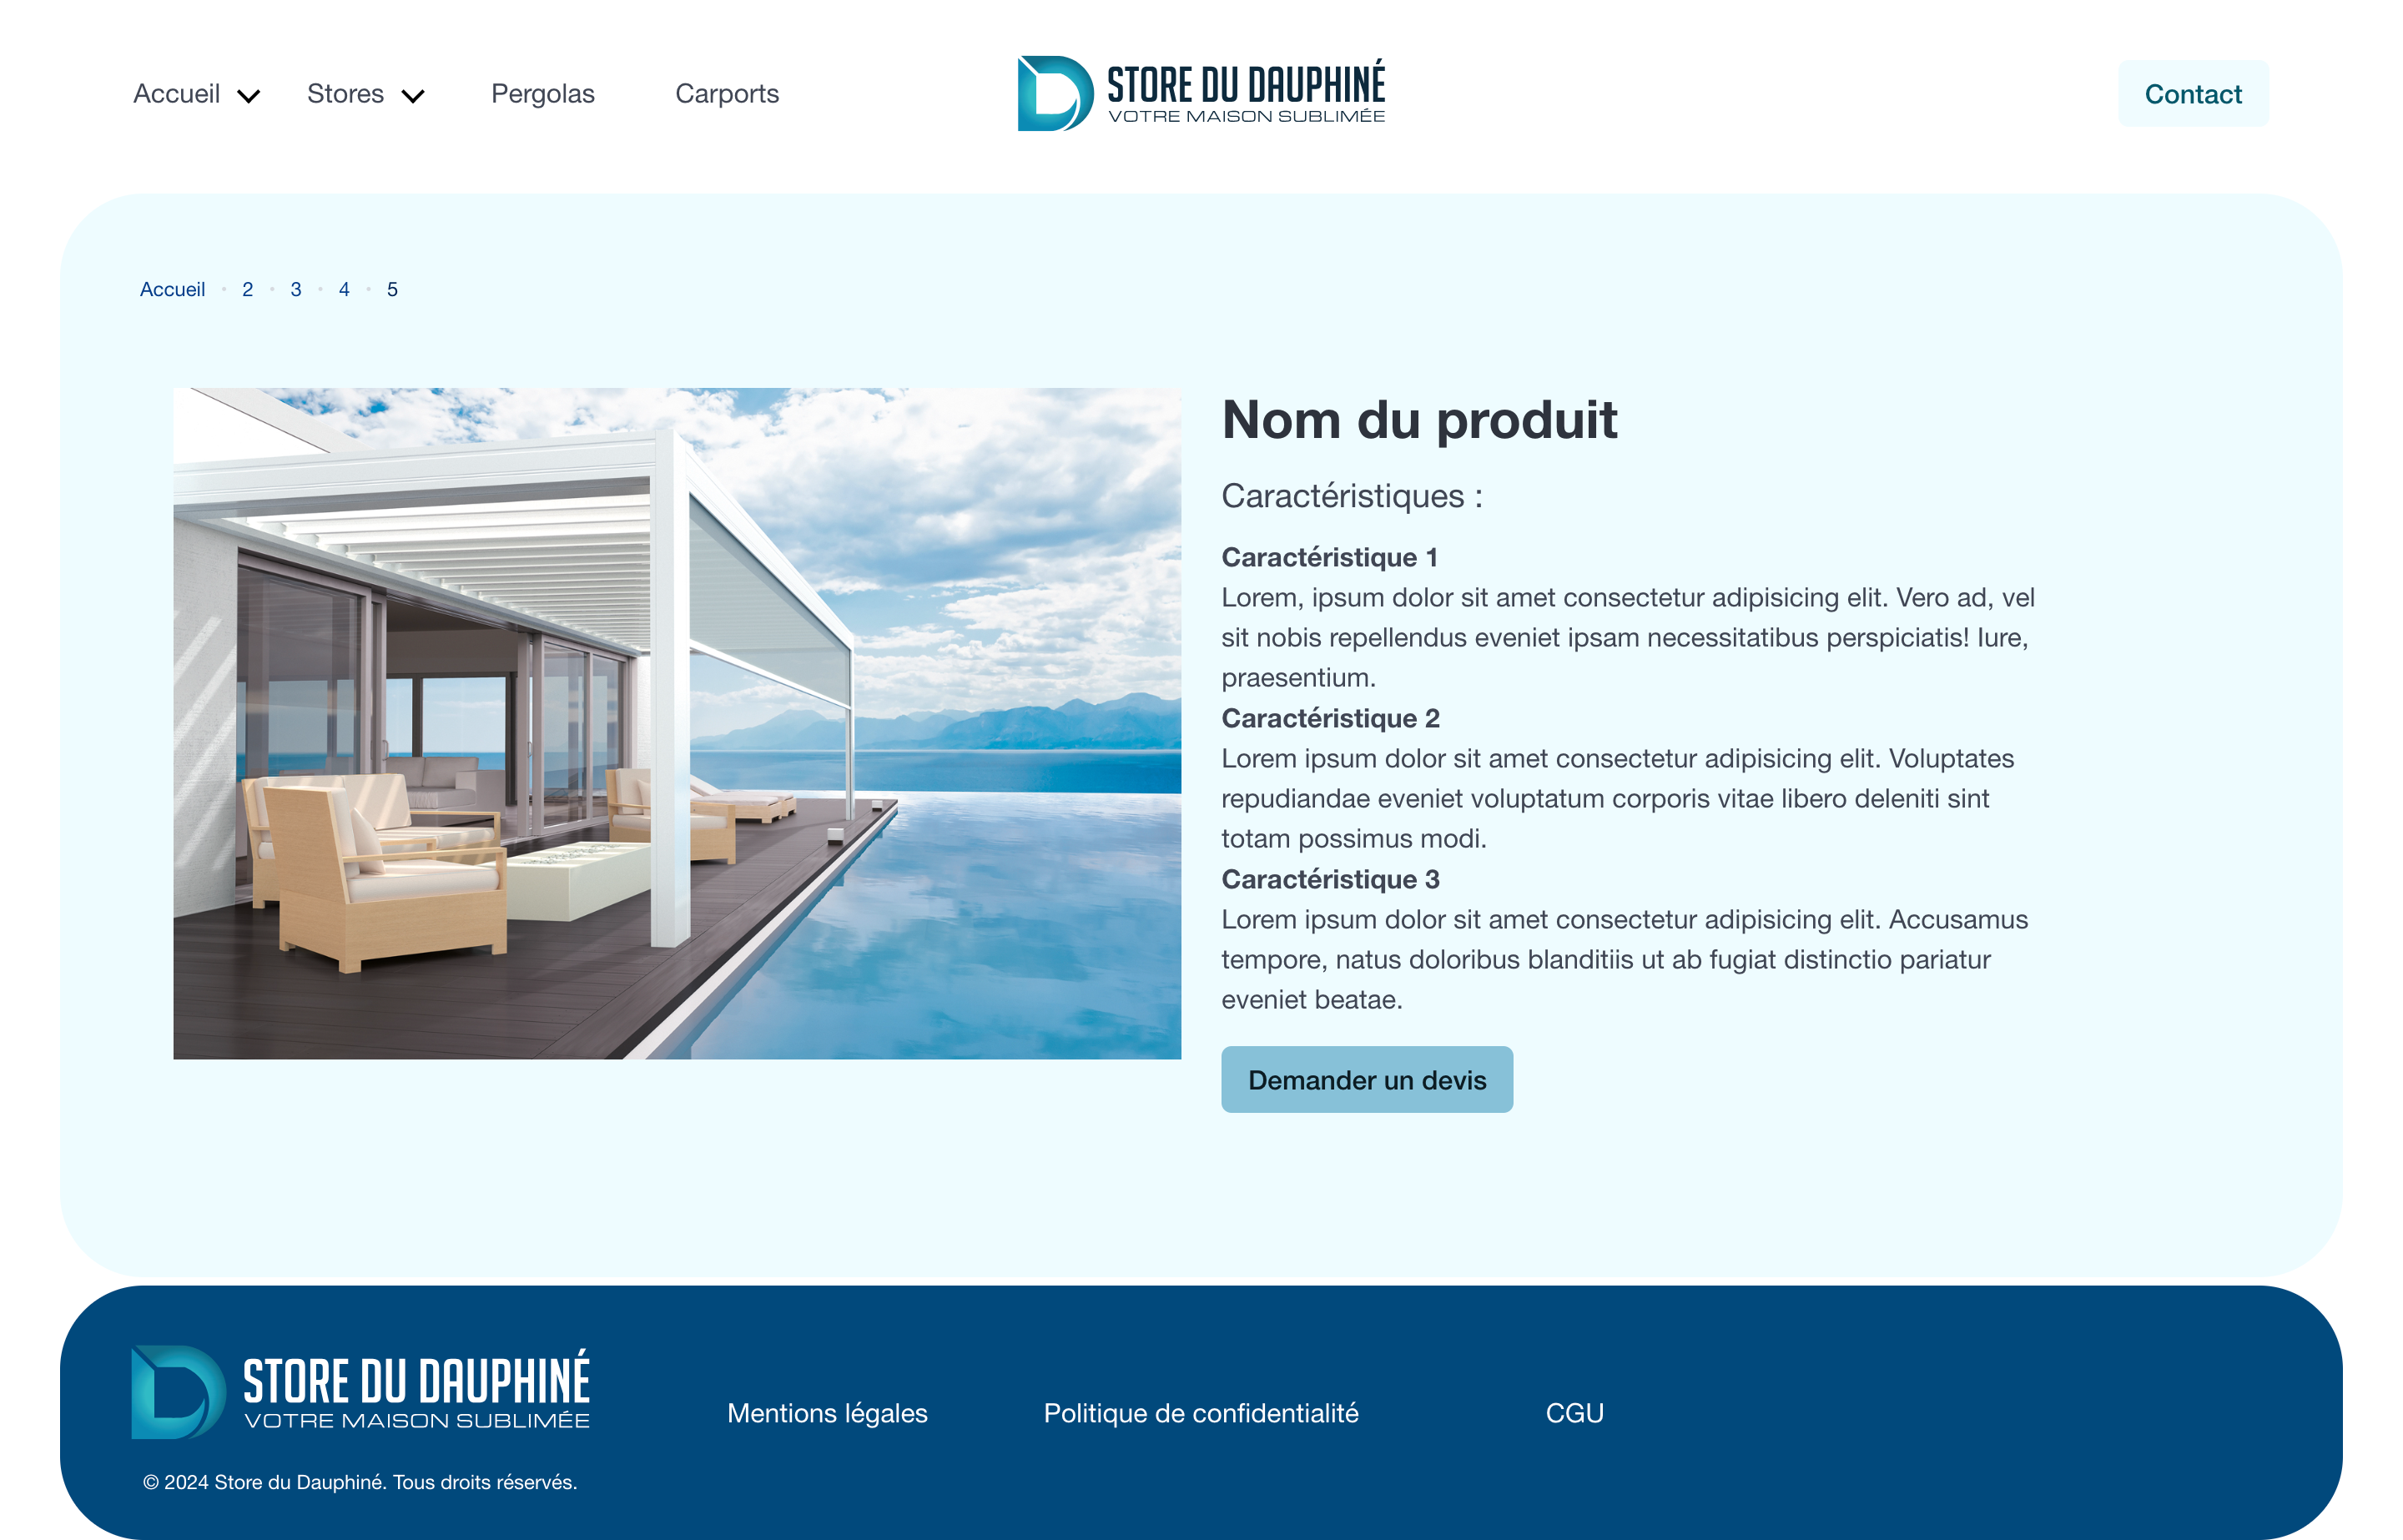 Accueil Stores Pergolas Carports
STORE DU DAUPHINÉ
VOTRE MAISON SUBLIMÉE
Contact
Accueil • 2 • 3 • 4 • 5
Nom du produit
Caractéristiques :
Caractéristique 1
Lorem, ipsum dolor sit amet consectetur adipisicing elit. Vero ad, vel
sit nobis repellendus eveniet ipsam necessitatibus perspiciatis! Iure,
praesentium.
Caractéristique 2
Lorem ipsum dolor sit amet consectetur adipisicing elit. Voluptates
repudiandae eveniet voluptatum corporis vitae libero deleniti sint
totam possimus modi.
Caractéristique 3
Lorem ipsum dolor sit amet consectetur adipisicing elit. Accusamus
tempore, natus doloribus blanditiis ut ab fugiat distinctio pariatur
eveniet beatae.
Demander un devis
STORE DU DAUPHINÉ
VOTRE MAISON SUBLIMÉE
Mentions légales Politique de confidentialité CGU
© 2024 Store du Dauphiné. Tous droits réservés.